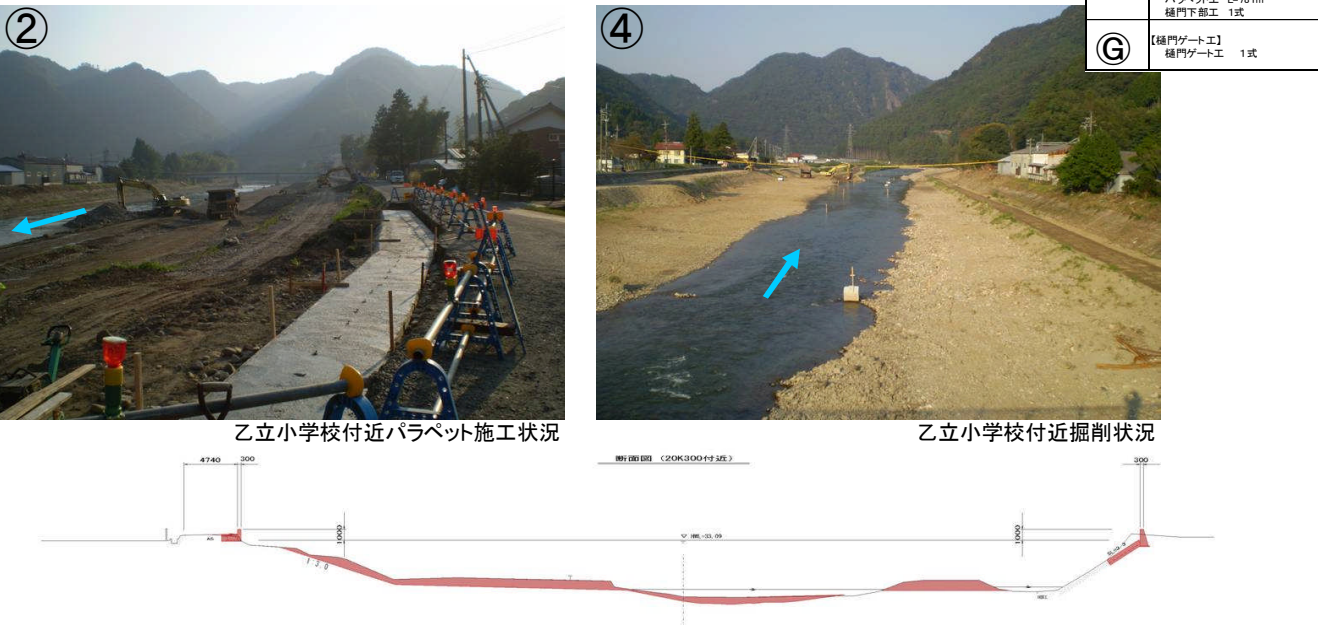 ②
④
樋門下部工 1式
Ⓖ
【樋門ゲート工】
樋門ゲート工 1式
乙立小学校付近パラペット施工状況
乙立小学校付近掘削状況
断面図 (20K300付近)
4740
300
300
1000
1000
1:3.0